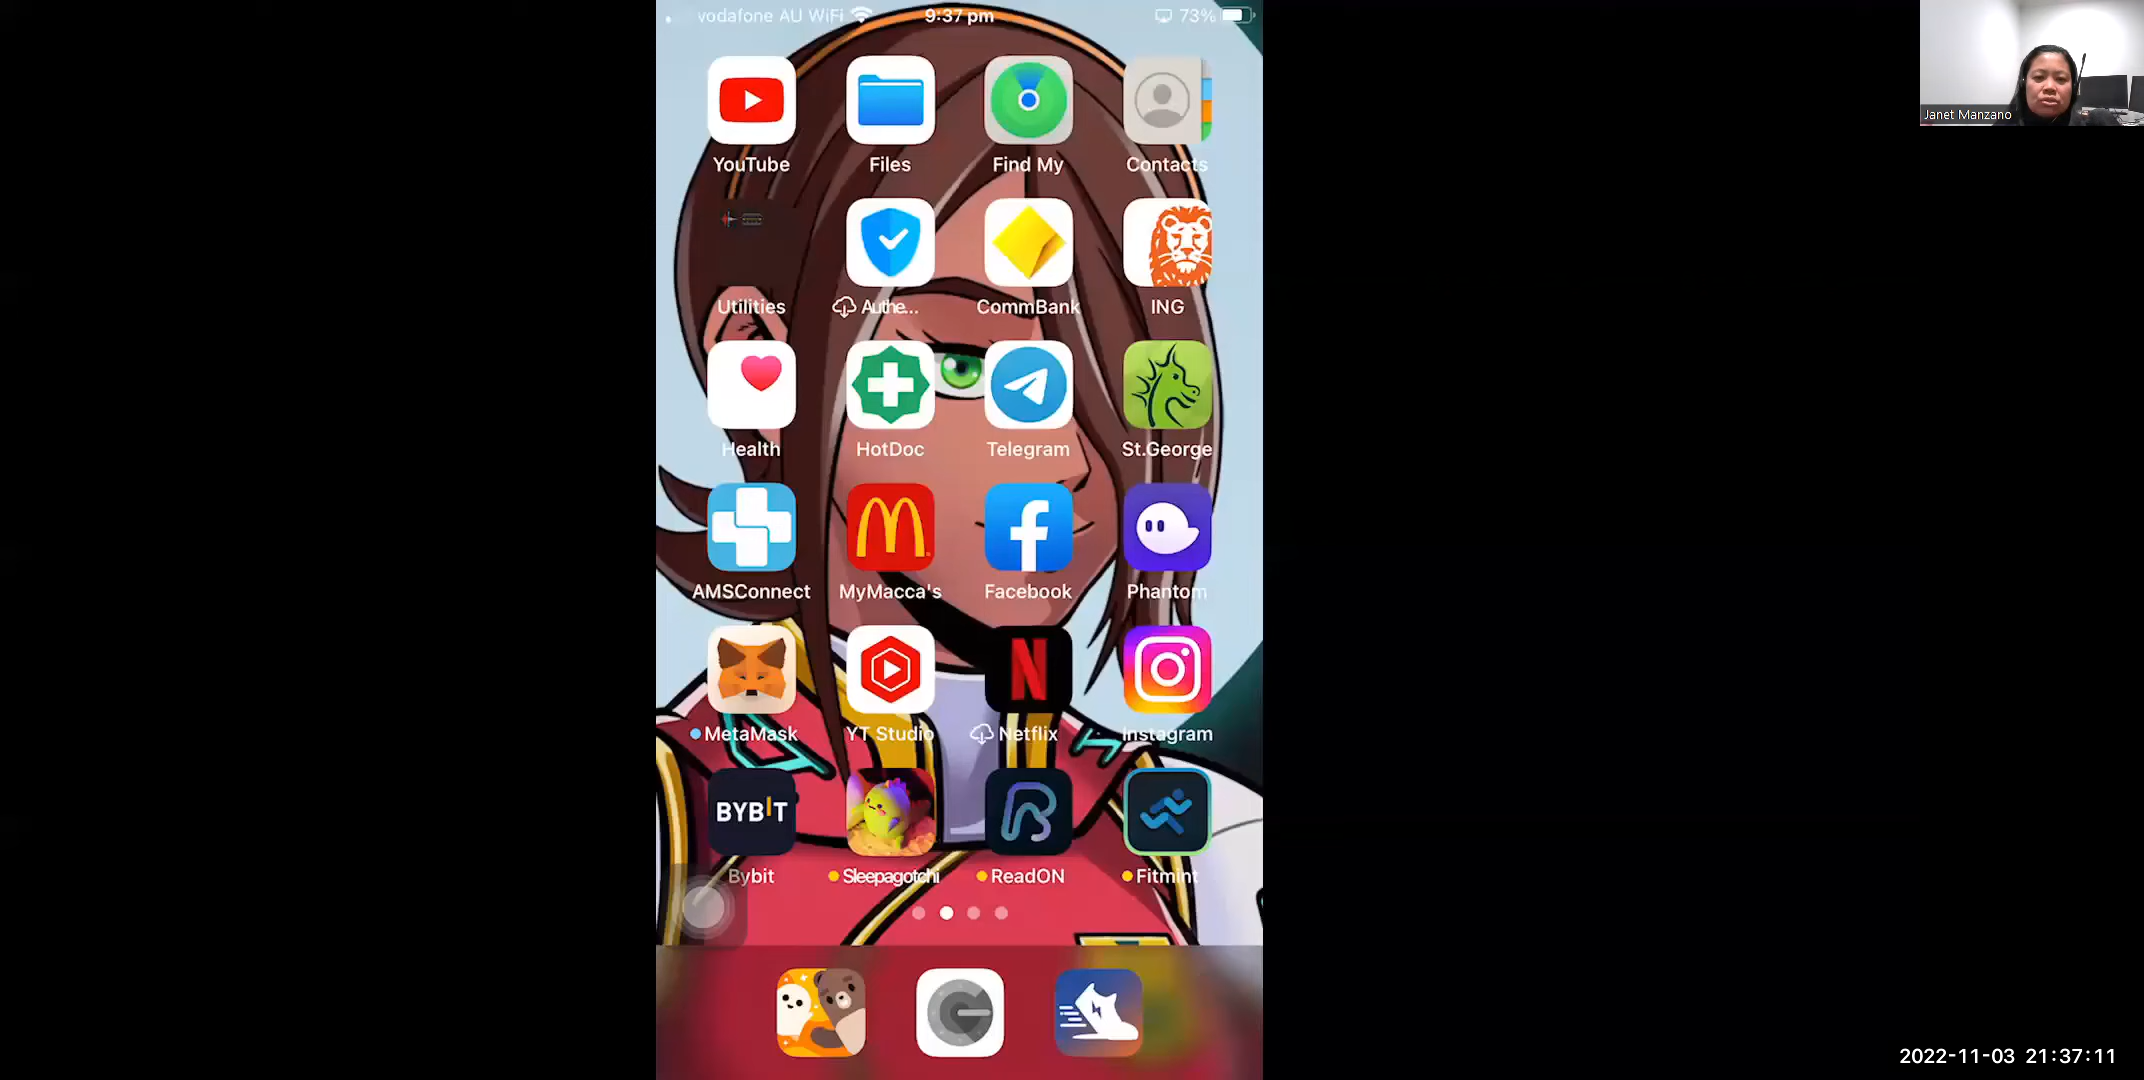 vodafone AU WiFi
9:37 pm
73%
Janet Manzano
YouTube
Files
Find My
Contacts
Utilities
Authe...
CommBank
ING
Health
HotDoc
Telegram
St.George
AMSConnect
MyMacca's
Facebook
Phantom
MetaMask
YT Studio
N
Netflix
Instagram
BYBIT
Bybit
Sleepagotchi
ReadON
Fitmint
2022-11-03 21:37:11